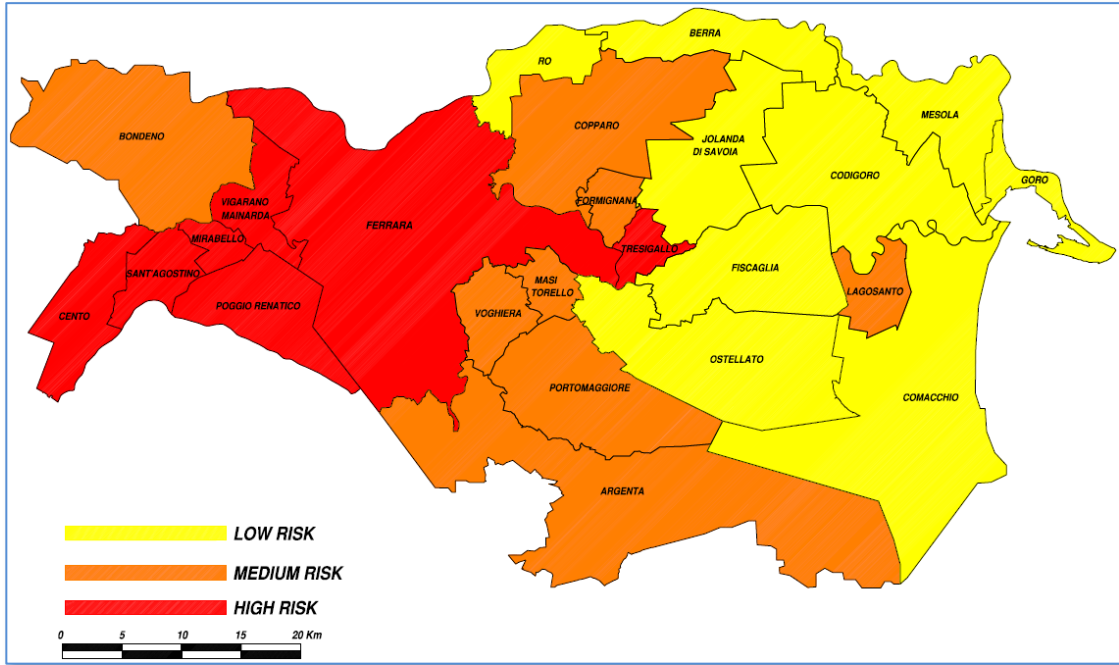 BERRA
RO
MESOLA
COPPARO
BONDENO
JOLANDA
DI SAVOIA
CODIGORO
GORO
VIGARANO
MAINARDA
FORMIGNANA
FERRARA
MIRABELLO
TRESIGALLO
SANT'AGOSTINO
FISCAGLIA
MASI
TORELLO
LAGOSANTO
POGGIO RENATICO
CENTO
VOGHIERA
OSTELLATO
PORTOMAGGIORE
COMACCHIO
ARGENTA
LOW RISK
MEDIUM RISK
HIGH RISK
0 5 10 15 20 Km